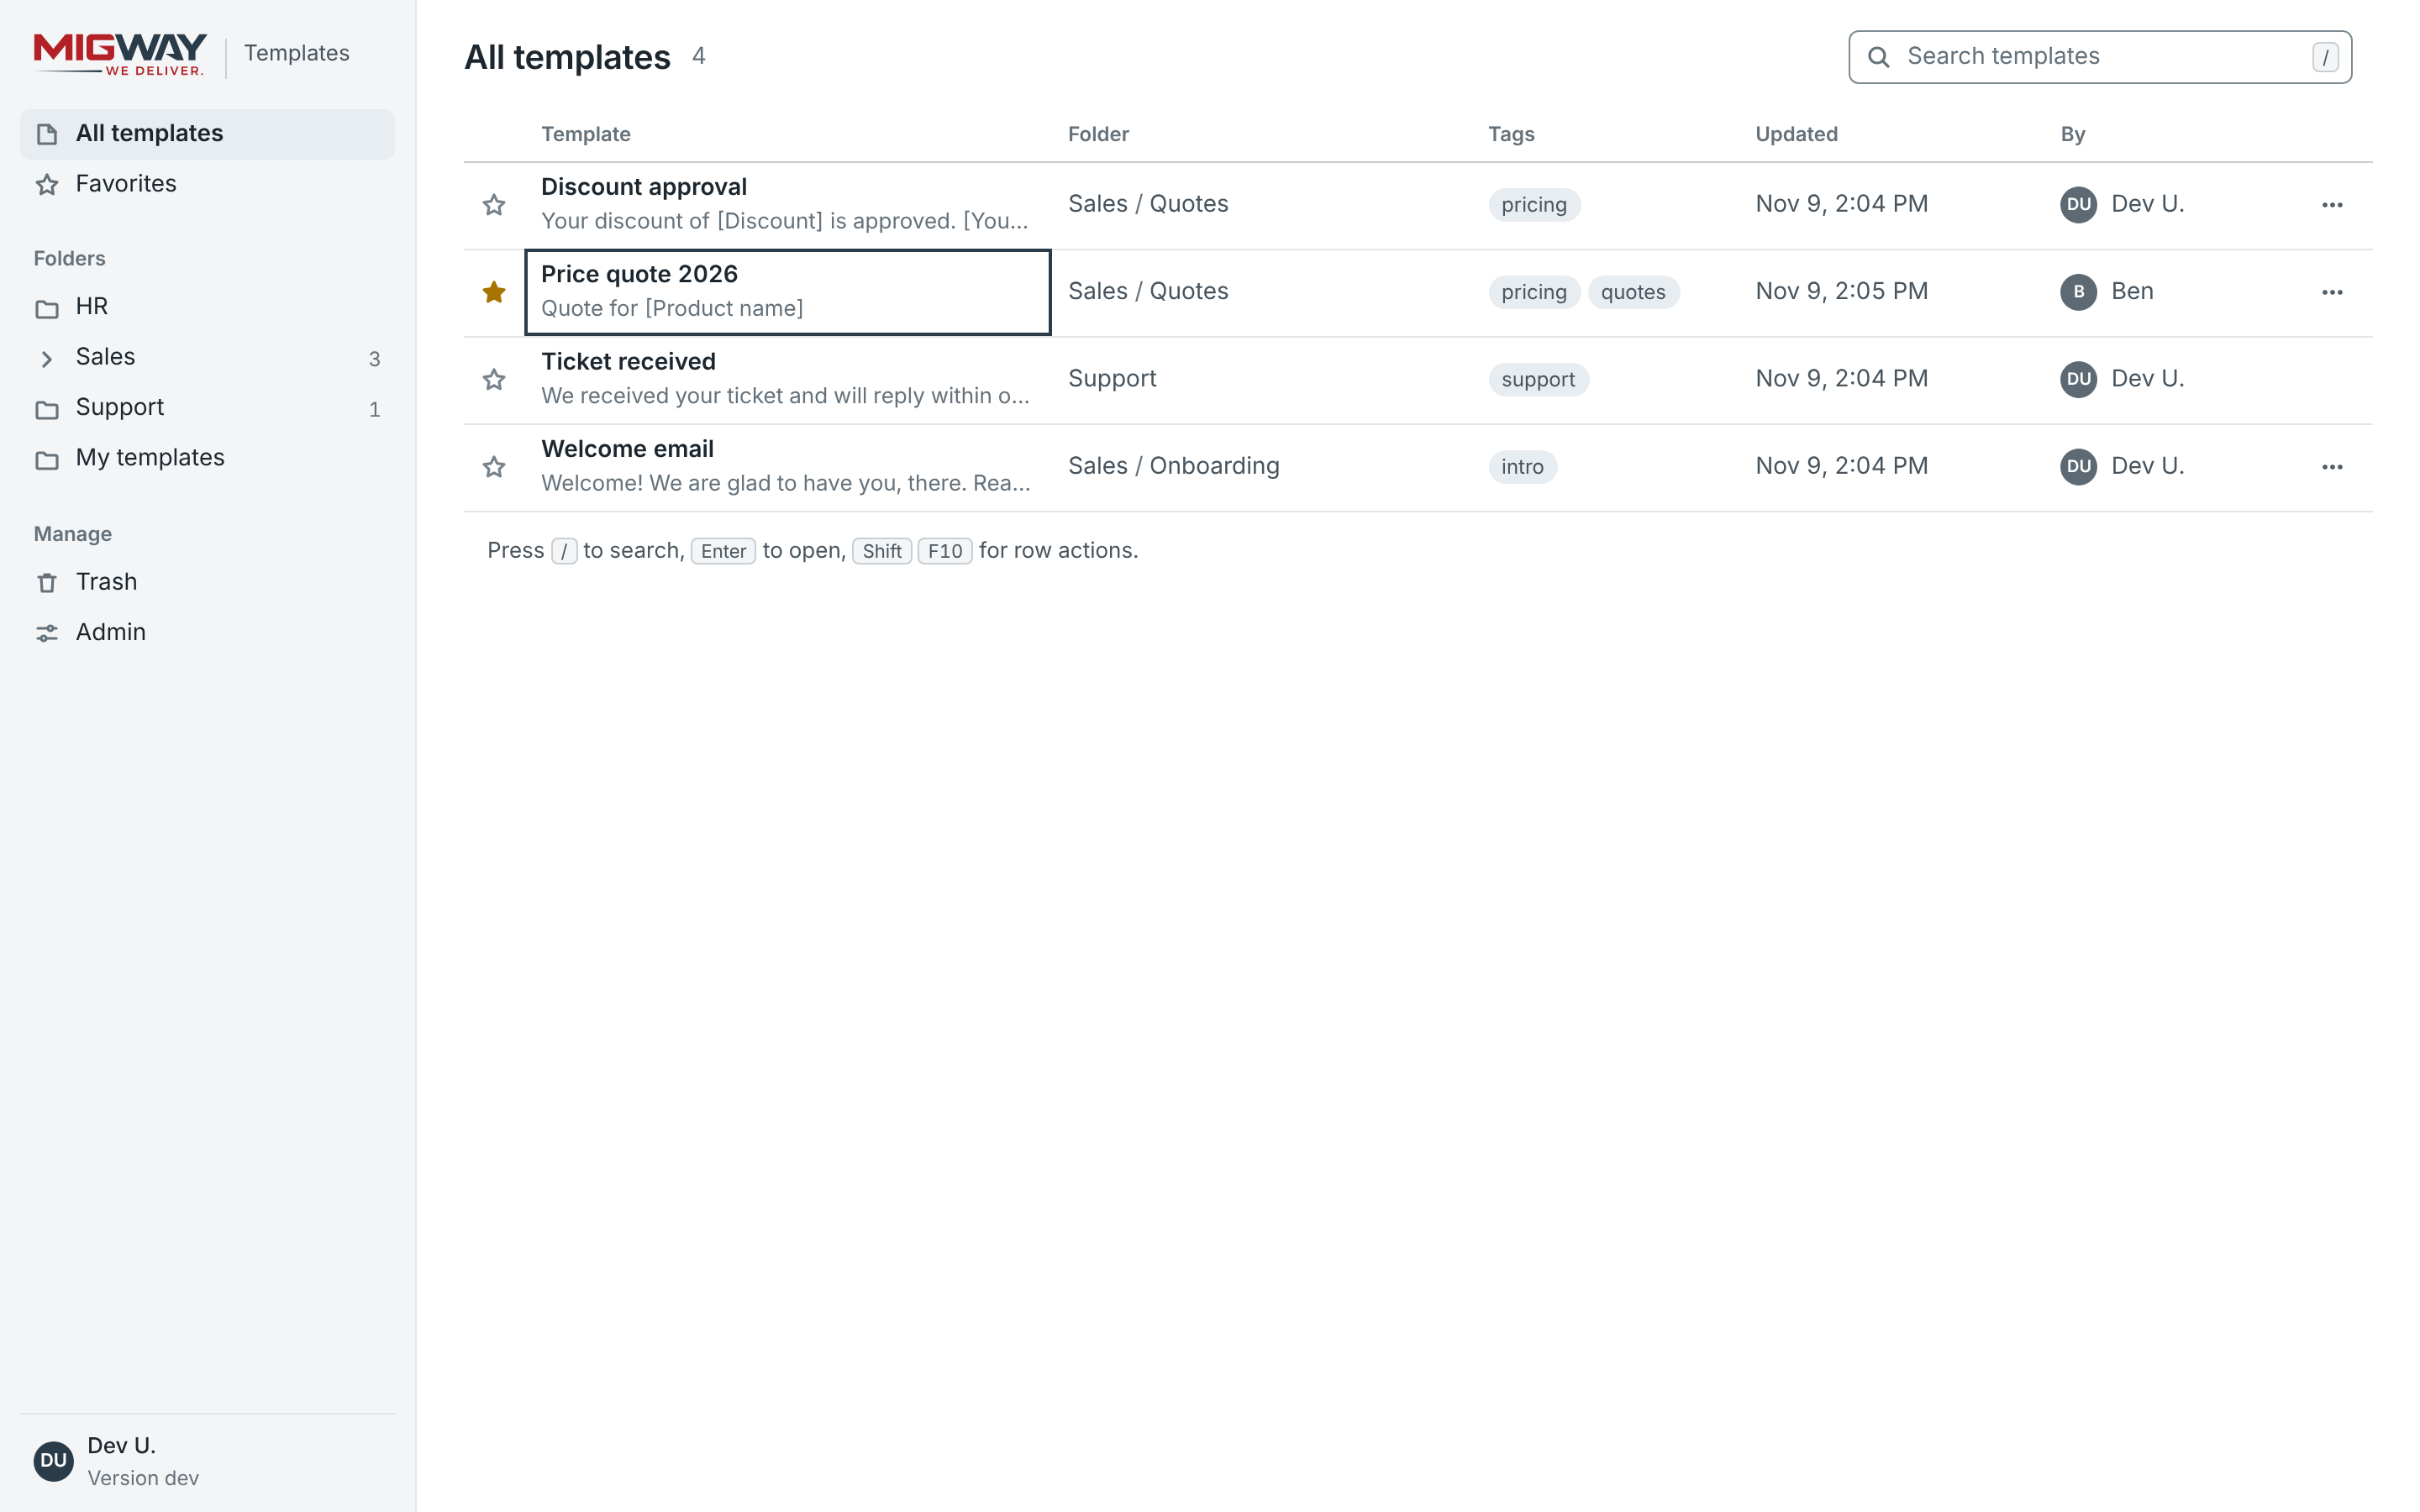 MIGWAY
WE DELIVER.
Templates
All templates
Favorites
Folders
HR
Sales 3
Support 1
My templates
Manage
Trash
Admin
DU Dev U.
Version dev
All templates 4
Search templates /
Template Folder Tags Updated By
Discount approval
Your discount of [Discount] is approved. [You...
Sales / Quotes pricing Nov 9, 2:04 PM DU Dev U. ...
Price quote 2026
Quote for [Product name]
Sales / Quotes pricing quotes Nov 9, 2:05 PM B Ben ...
Ticket received
We received your ticket and will reply within o...
Support support Nov 9, 2:04 PM DU Dev U.
Welcome email
Welcome! We are glad to have you, there. Rea...
Sales / Onboarding intro Nov 9, 2:04 PM DU Dev U. ...
Press / to search, Enter to open, Shift F10 for row actions.